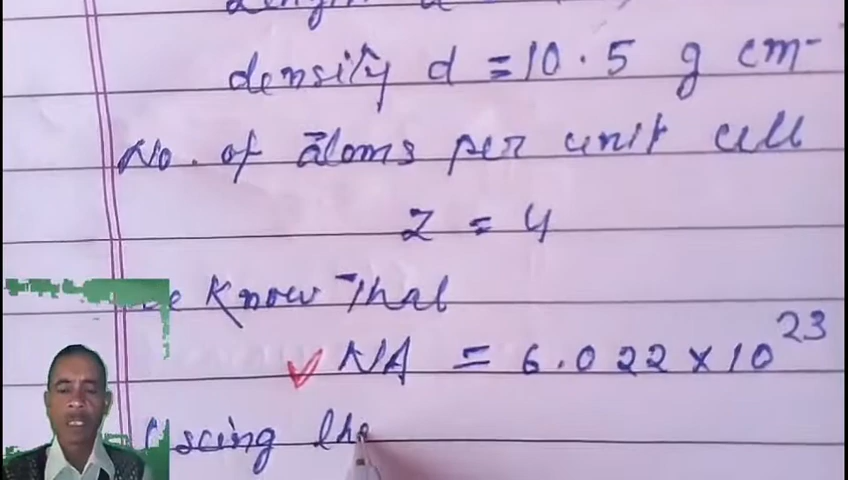 density d = 10.5 g cm-
No. of atoms per unit cell
Z = 4
we Know That
✓ NA = 6.022 × 10^23
Using the